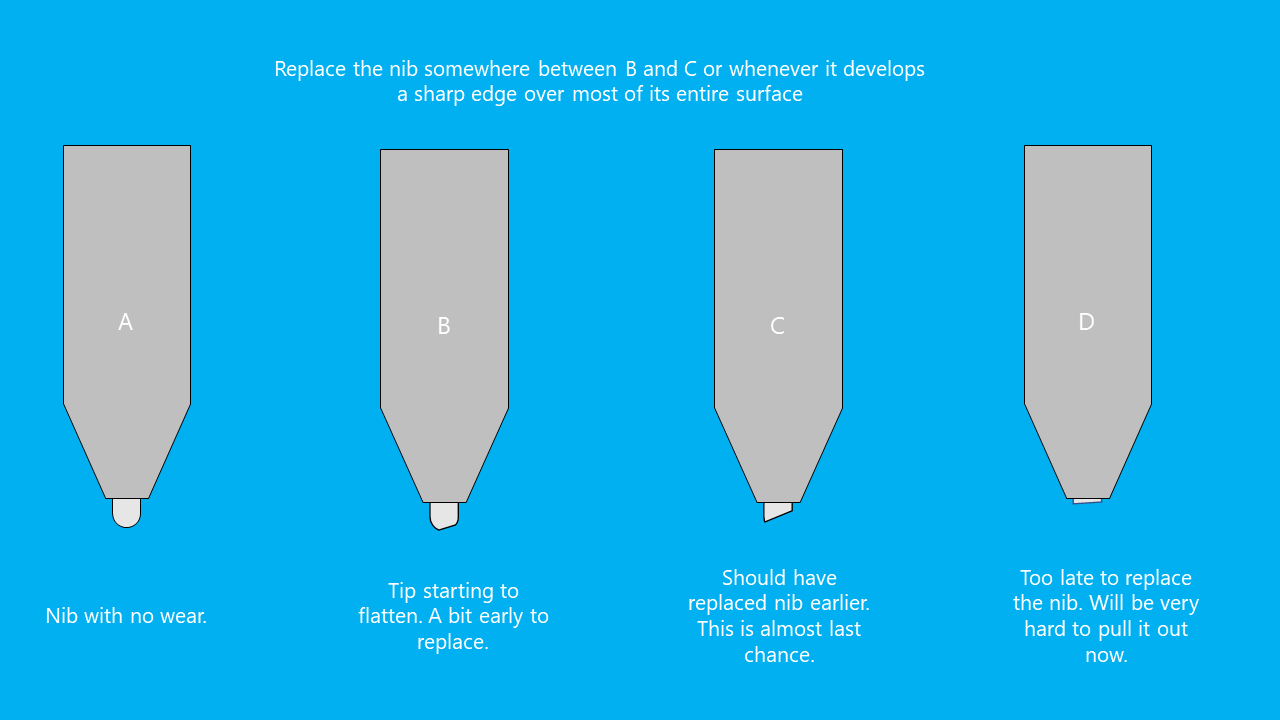 Replace the nib somewhere between B and C or whenever it develops
a sharp edge over most of its entire surface
A
B
C
D
Nib with no wear.
Tip starting to
flatten. A bit early to
replace.
Should have
replaced nib earlier.
This is almost last
chance.
Too late to replace
the nib. Will be very
hard to pull it out
now.